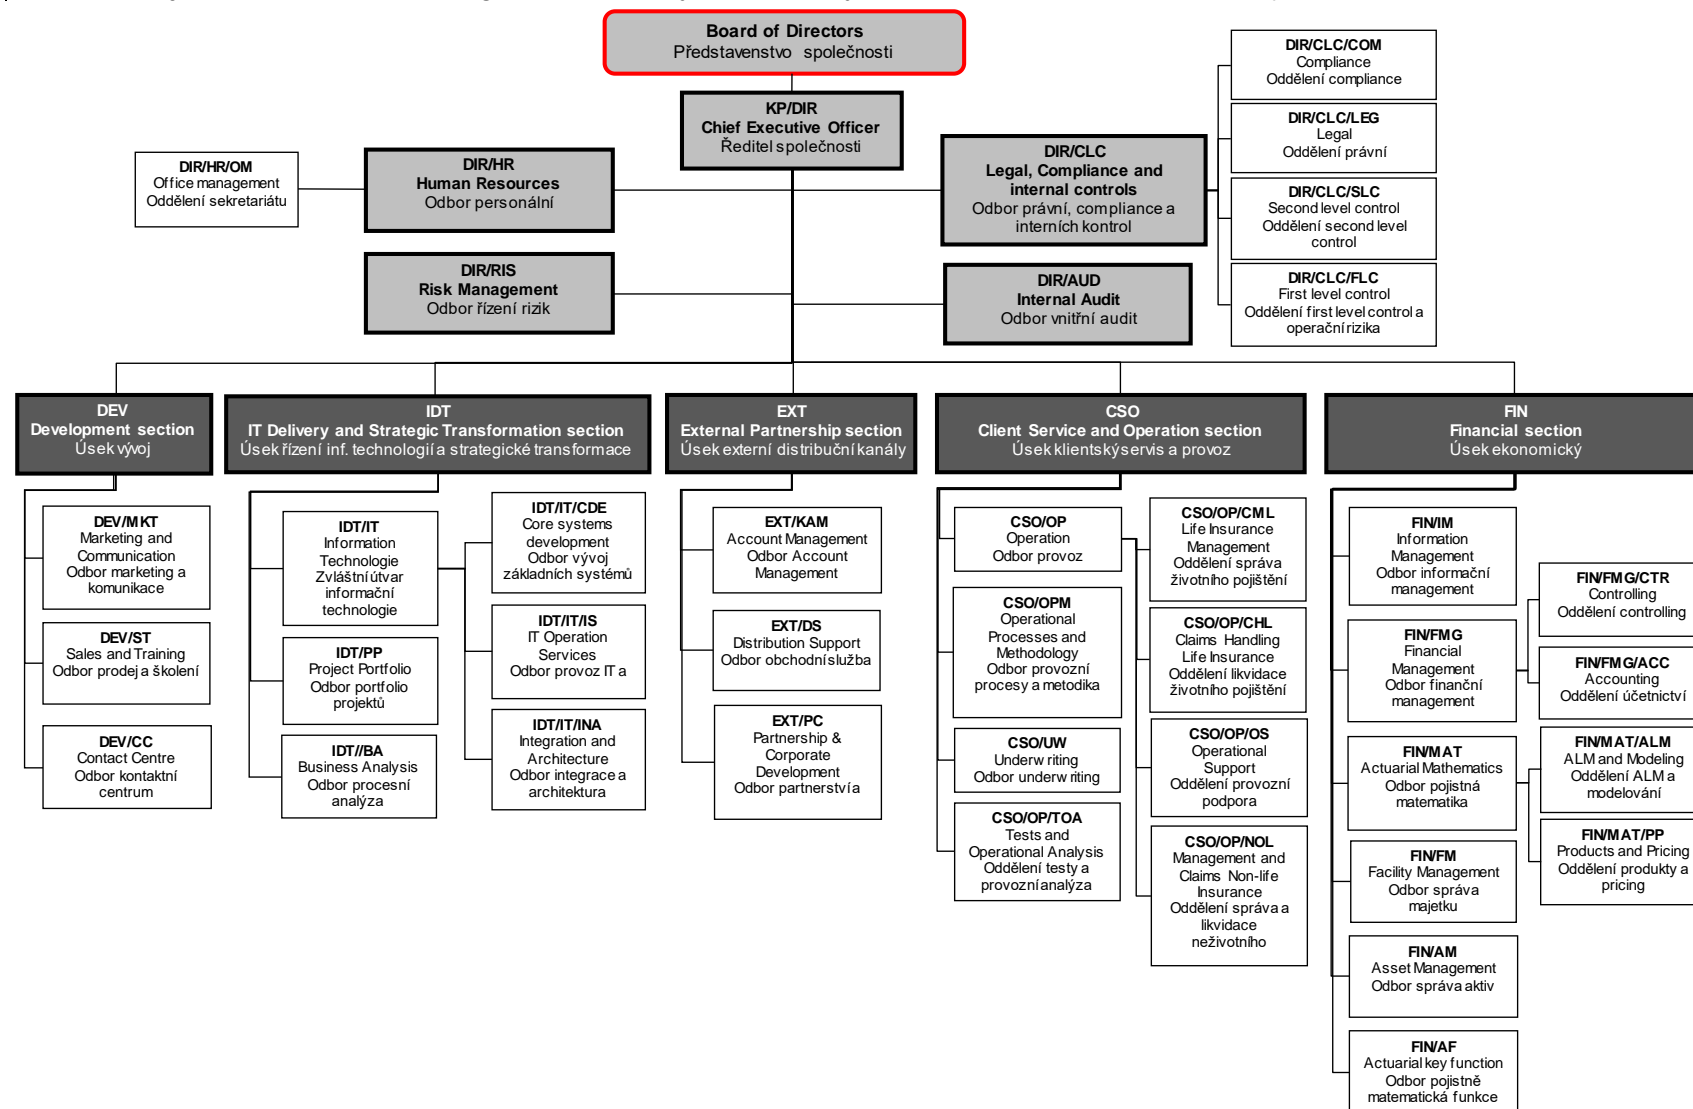 Board of Directors
Představenstvo společnosti
KP/DIR
Chief Executive Officer
Ředitel společnosti
DIR/HR/OM
Office management
Oddělení sekretariátu
DIR/HR
Human Resources
Odbor personální
DIR/CLC
Legal, Compliance and
internal controls
Odbor právní, compliance a
interních kontrol
DIR/CLC/COM
Compliance
Oddělení compliance
DIR/CLC/LEG
Legal
Oddělení právní
DIR/CLC/SLC
Second level control
Oddělení second level
control
DIR/CLC/FLC
First level control
Oddělení first level control a
operační rizika
DIR/RIS
Risk Management
Odbor řízení rizik
DIR/AUD
Internal Audit
Odbor vnitřní audit
DEV
Development section
Úsek vývoj
IDT
IT Delivery and Strategic Transformation section
Úsek řízení inf. technologií a strategické transformace
EXT
External Partnership section
Úsek externí distribuční kanály
CSO
Client Service and Operation section
Úsek klientský servis a provoz
FIN
Financial section
Úsek ekonomický
DEV/MKT
Marketing and
Communication
Odbor marketing a
komunikace
DEV/ST
Sales and Training
Odbor prodej a školení
DEV/CC
Contact Centre
Odbor kontaktní
centrum
IDT/IT
Information
Technologie
Zvláštní útvar
informační
technologie
IDT/PP
Project Portfolio
Odbor portfolio
projektů
IDT//BA
Business Analysis
Odbor procesní
analýza
IDT/IT/CDE
Core systems
development
Odbor vývoj
základních systémů
IDT/IT/IS
IT Operation
Services
Odbor provoz IT a
IDT/IT/INA
Integration and
Architecture
Odbor integrace a
architektura
EXT/KAM
Account Management
Odbor Account
Management
EXT/DS
Distribution Support
Odbor obchodní služba
EXT/PC
Partnership &
Corporate
Development
Odbor partnerství a
CSO/OP
Operation
Odbor provoz
CSO/OPM
Operational
Processes and
Methodology
Odbor provozní
procesy a metodika
CSO/UW
Underwriting
Odbor underwriting
CSO/OP/TOA
Tests and
Operational Analysis
Oddělení testy a
provozní analýza
CSO/OP/CML
Life Insurance
Management
Oddělení správa
životního pojištění
CSO/OP/CHL
Claims Handling
Life Insurance
Oddělení likvidace
životního pojištění
CSO/OP/OS
Operational
Support
Oddělení provozní
podpora
CSO/OP/NOL
Management and
Claims Non-life
Insurance
Oddělení správa a
likvidace
neživotního
FIN/IM
Information
Management
Odbor informační
management
FIN/FMG
Financial
Management
Odbor finanční
management
FIN/MAT
Actuarial Mathematics
Odbor pojistná
matematika
FIN/FM
Facility Management
Odbor správa
majetku
FIN/AM
Asset Management
Odbor správa aktiv
FIN/AF
Actuarial key function
Odbor pojistně
matematická funkce
FIN/FMG/CTR
Controlling
Oddělení controlling
FIN/FMG/ACC
Accounting
Oddělení účetnictví
FIN/MAT/ALM
ALM and Modeling
Oddělení ALM a
modelování
FIN/MAT/PP
Products and Pricing
Oddělení produkty a
pricing